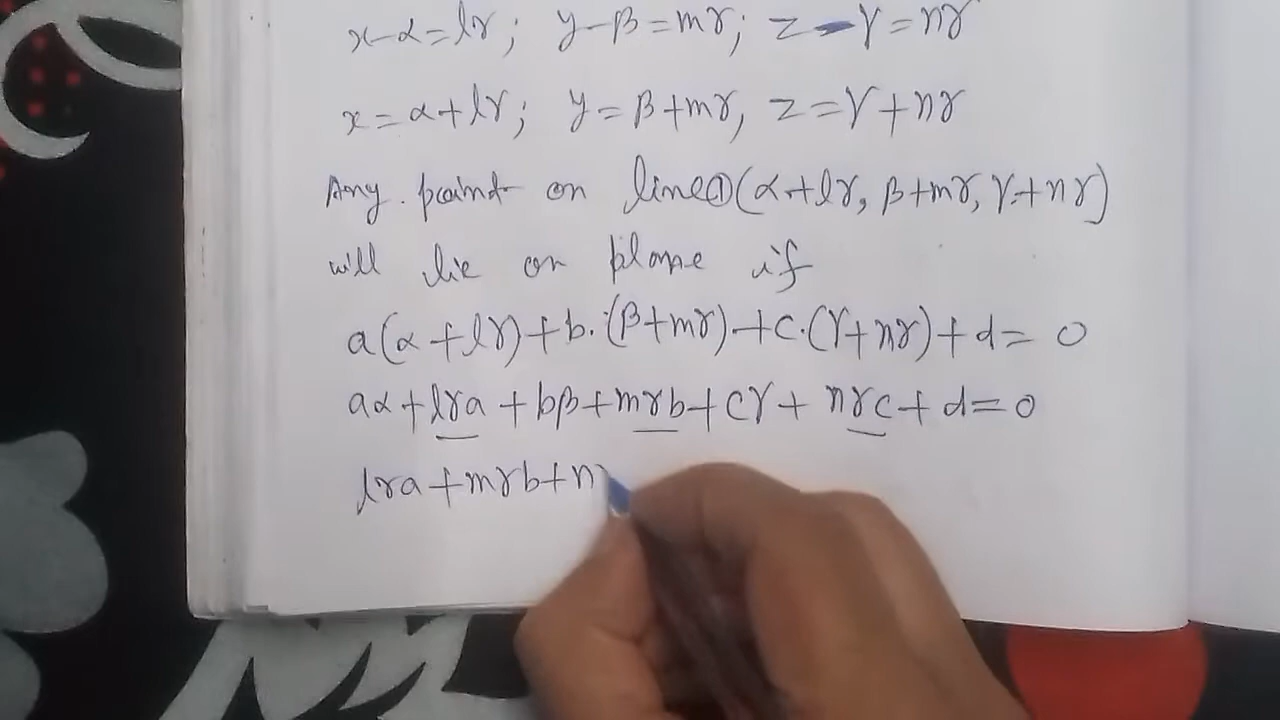 x-α=lr; y-β=mr; z-γ=nr
x=α+lr; y=β+mr, z=γ+nr
Any point on line①(α+lr, β+mr, γ+nr)
will lie on plane if
a(α+lr)+b.(β+mr)+c.(γ+nr)+d=0
aα+lra+bβ+mrb+cγ+nrc+d=0
lra+mrb+n